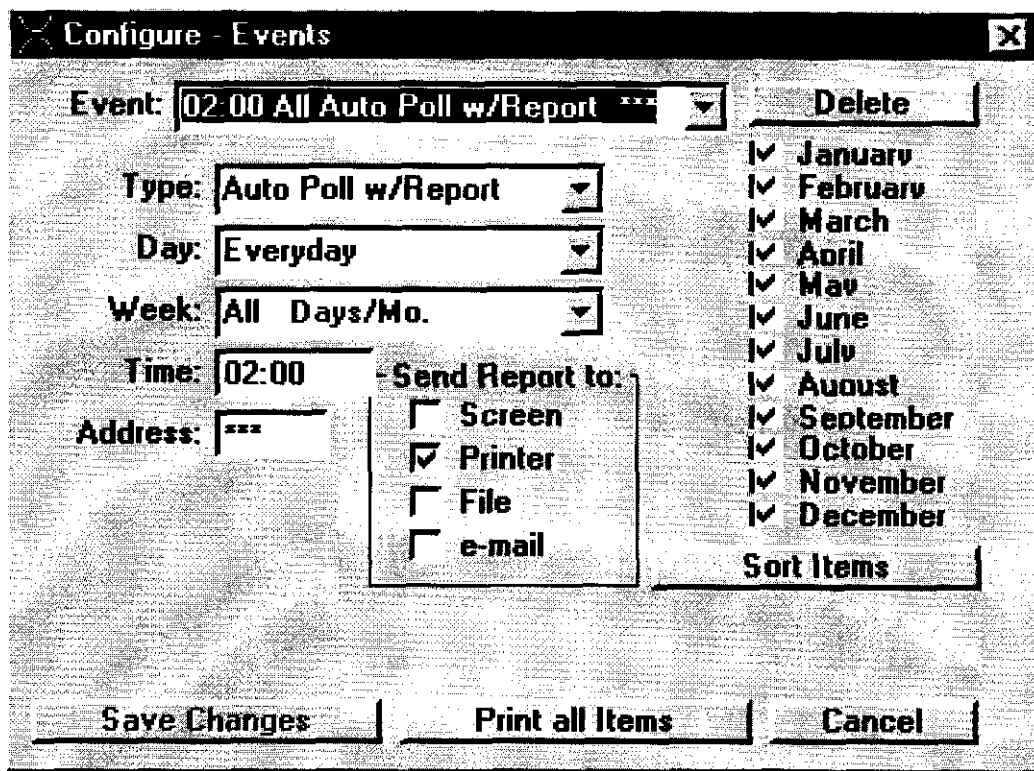 Configure - Events
Event: 02:00 All Auto Poll w/Report ***
Delete
Type: Auto Poll w/Report
Day: Everyday
Week: All Days/Mo.
Time: 02:00
Address: ***
Send Report to:
Screen
Printer
File
e-mail
January
February
March
April
May
June
July
August
September
October
November
December
Sort Items
Save Changes
Print all Items
Cancel